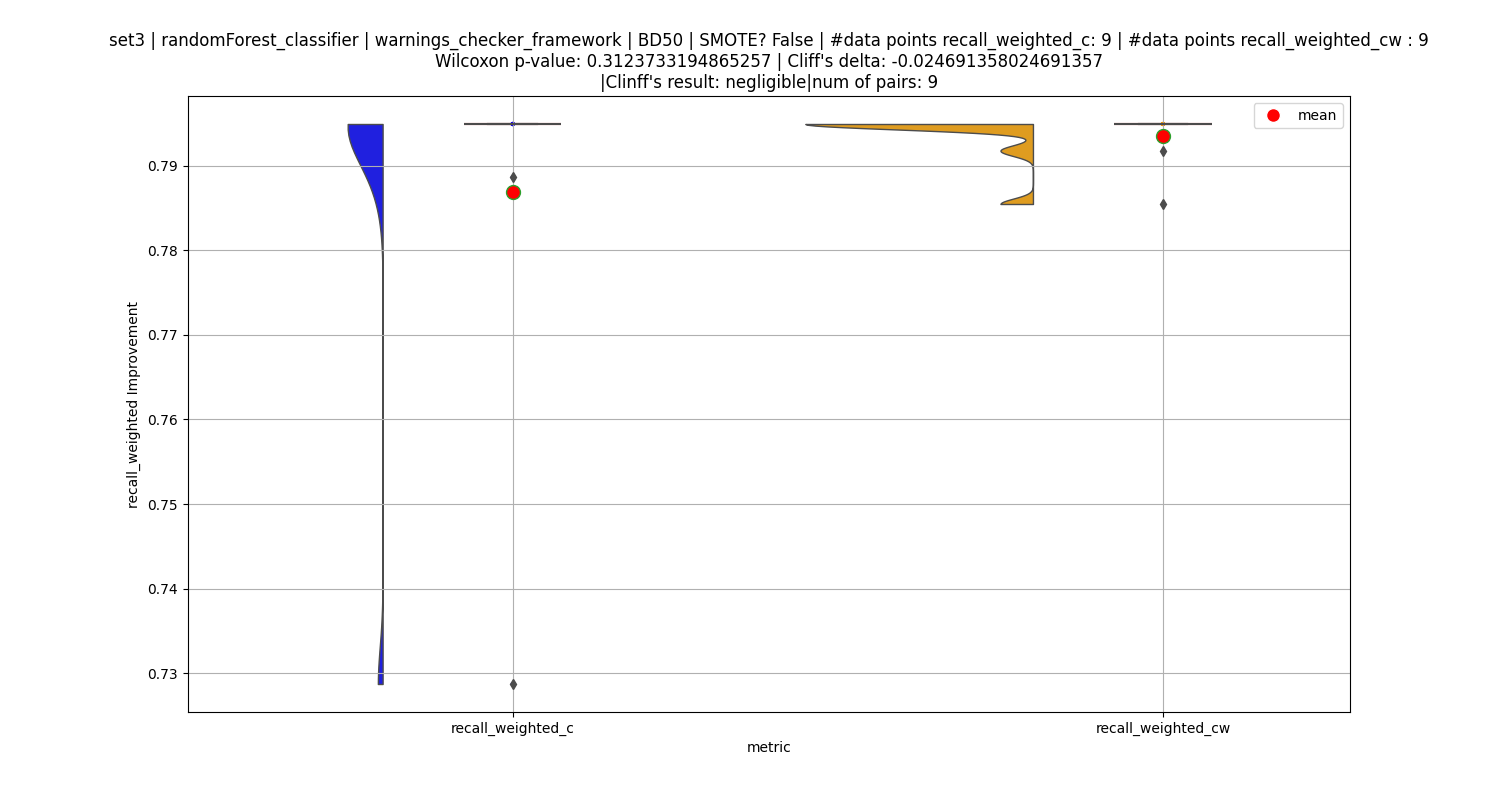 set3 | randomForest_classifier | warnings_checker_framework | BD50 | SMOTE? False | #data points recall_weighted_c: 9 | #data points recall_weighted_cw : 9
Wilcoxon p-value: 0.3123733194865257 | Cliff's delta: -0.024691358024691357
|Clinff's result: negligible|num of pairs: 9
mean
0.79
0.78
0.77
0.76
0.75
0.74
0.73
recall_weighted Improvement
recall_weighted_c
recall_weighted_cw
metric